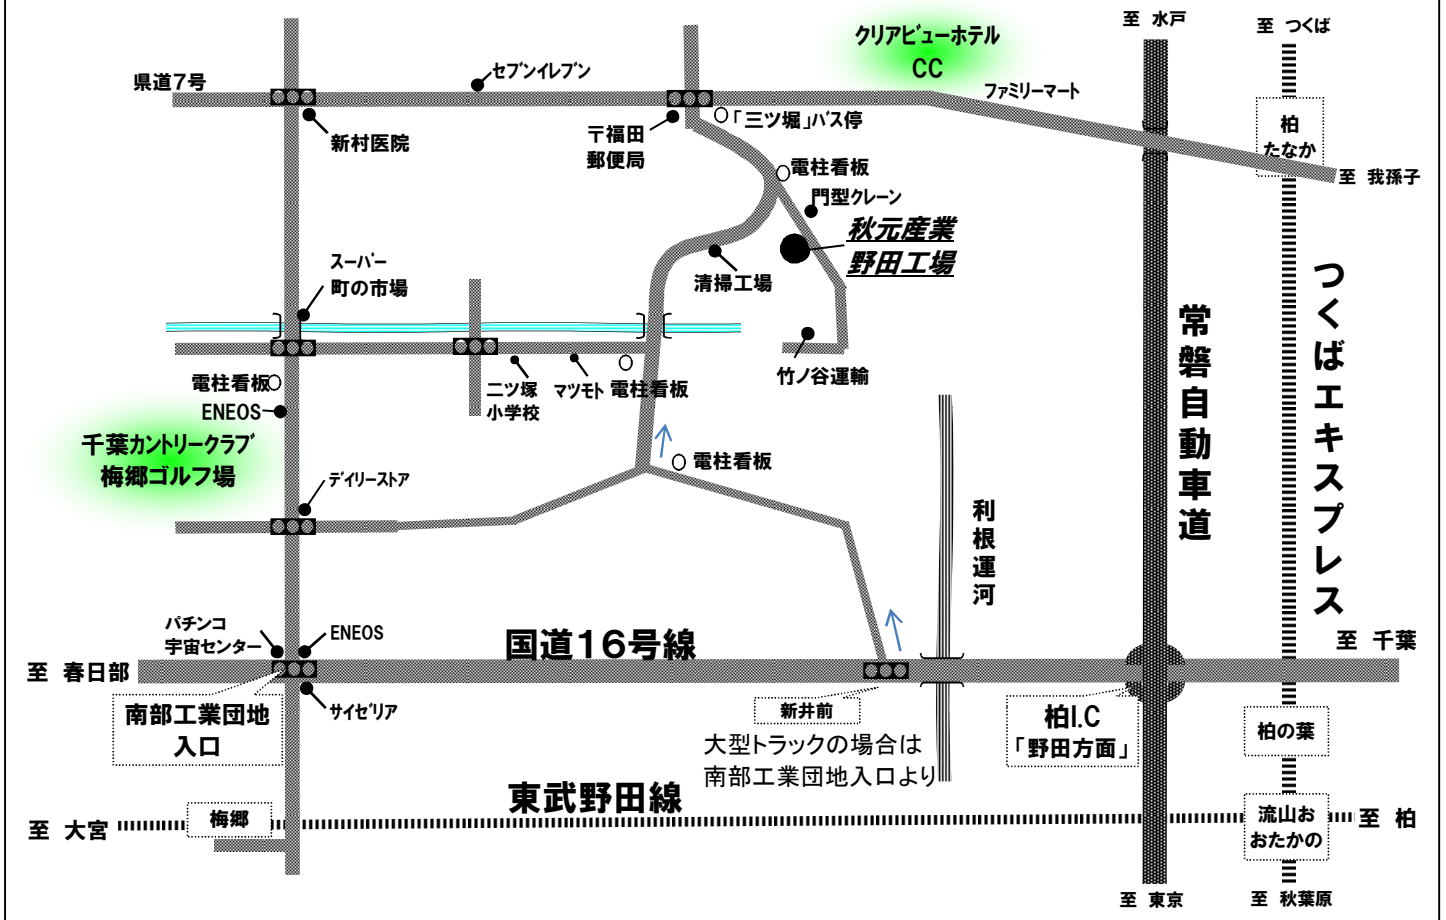 至 水戸
至 つくば
クリアビューホテル
CC
県道7号
セブンイレブン
ファミリーマート
新村医院
〒福田
郵便局
「三ツ堀」バス停
柏
たなか
至 我孫子
電柱看板
門型クレーン
秋元産業
野田工場
スーパー
町の市場
清掃工場
つくばエキスプレス
常磐自動車道
電柱看板
ENEOS
二ツ塚
小学校
マツモト
電柱看板
竹ノ谷運輸
千葉カントリークラブ
梅郷ゴルフ場
デイリーストア
電柱看板
利根運河
パチンコ
宇宙センター
ENEOS
国道16号線
至 千葉
至 春日部
南部工業団地
入口
サイゼリア
新井前
大型トラックの場合は
南部工業団地入口より
柏I.C
「野田方面」
柏の葉
東武野田線
至 大宮
梅郷
流山お
おたかの
至 柏
至 東京
至 秋葉原